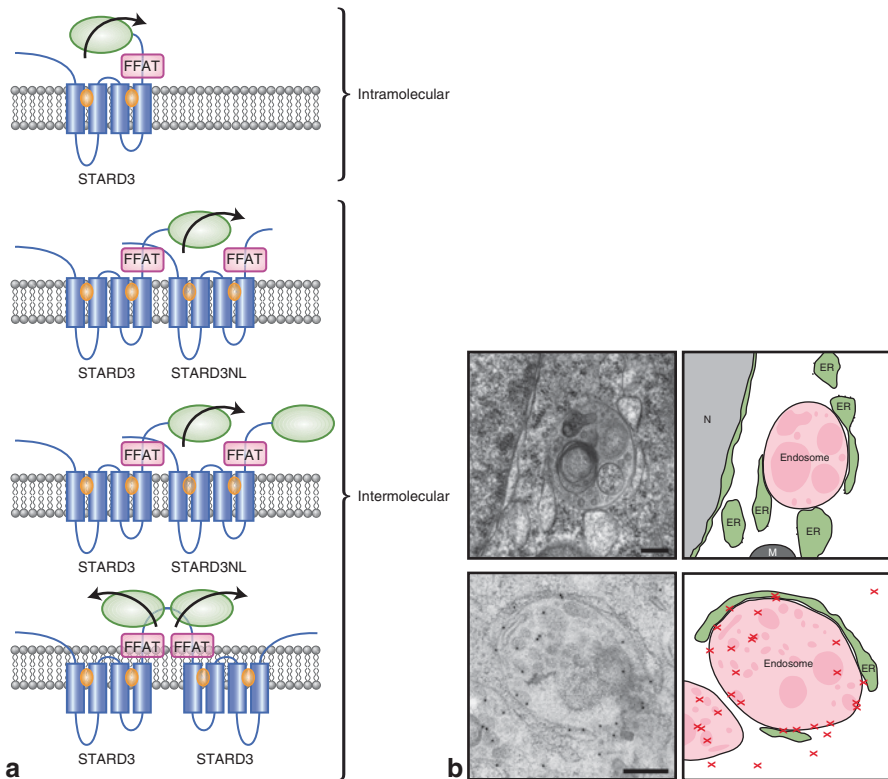 FFAT
Intramolecular
STARD3
FFAT FFAT
STARD3 STARD3NL
FFAT FFAT
STARD3 STARD3NL
Intermolecular
FFAT FFAT
STARD3 STARD3
a
ER
ER
N
Endosome
ER
ER
ER
M
Endosome
ER
b